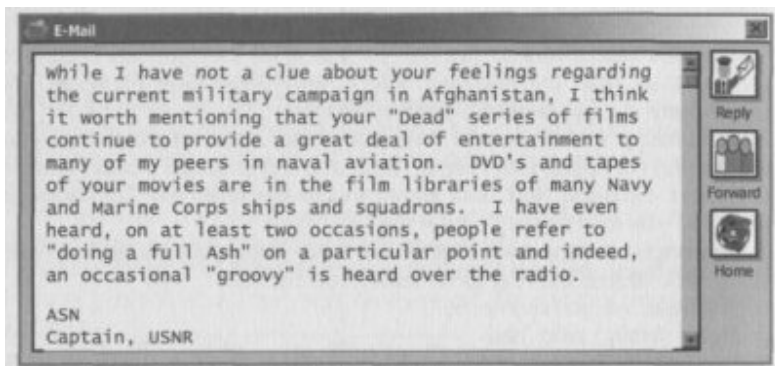 E-Mail
While I have not a clue about your feelings regarding
the current military campaign in Afghanistan, I think
it worth mentioning that your "Dead" series of films
continue to provide a great deal of entertainment to
many of my peers in naval aviation. DVD's and tapes
of your movies are in the film libraries of many Navy
and Marine Corps ships and squadrons. I have even
heard, on at least two occasions, people refer to
"doing a full Ash" on a particular point and indeed,
an occasional "groovy" is heard over the radio.
ASN
Captain, USNR
Reply
Forward
Home